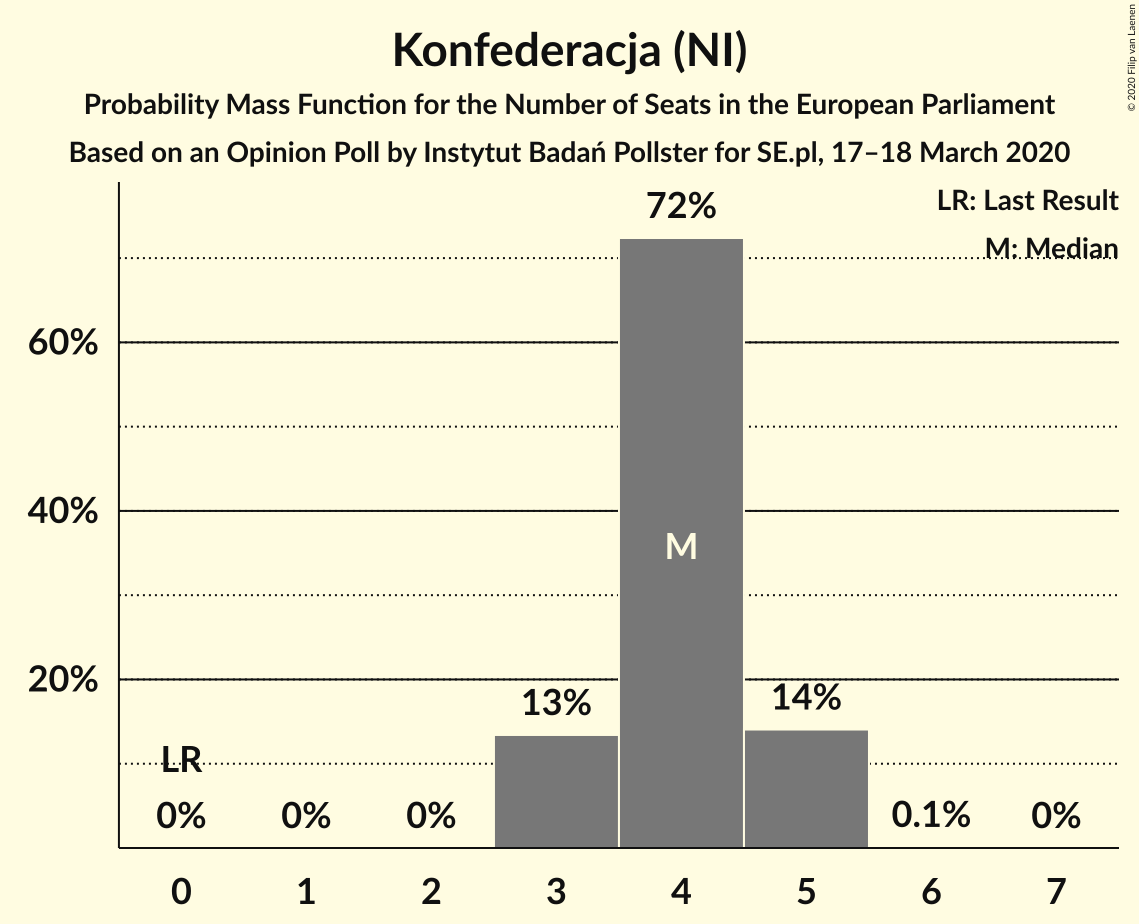 Konfederacja (NI)
Probability Mass Function for the Number of Seats in the European Parliament
Based on an Opinion Poll by Instytut Badań Pollster for SE.pl, 17–18 March 2020
© 2020 Filip van Laenen
LR: Last Result
M: Median
72%
60%
40%
M
20%
13%
14%
LR
0%
0%
0%
0.1%
0%
0
1
2
3
4
5
6
7